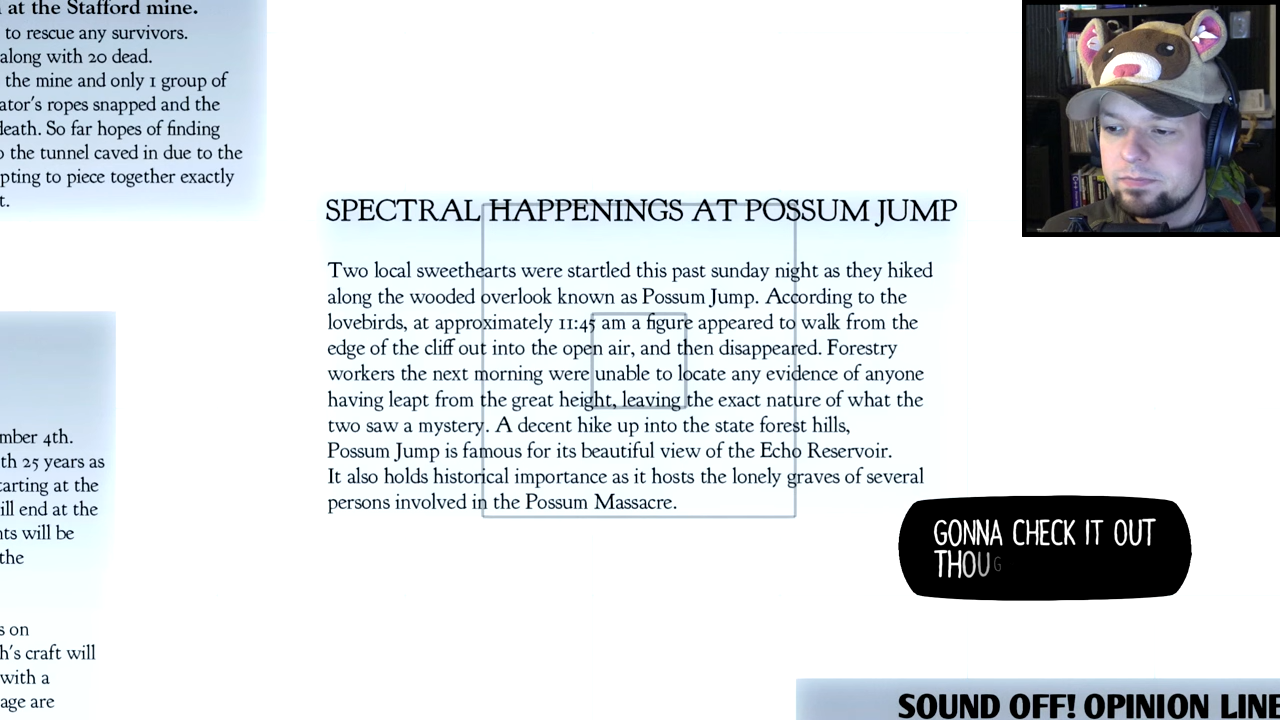 at the Stafford mine.
to rescue any survivors.
along with 20 dead.
the mine and only 1 group of
ator's ropes snapped and the
death. So far hopes of finding
the tunnel caved in due to the
pting to piece together exactly
t.
SPECTRAL HAPPENINGS AT POSSUM JUMP
Two local sweethearts were startled this past sunday night as they hiked
along the wooded overlook known as Possum Jump. According to the
lovebirds, at approximately 11:45 am a figure appeared to walk from the
edge of the cliff out into the open air, and then disappeared. Forestry
workers the next morning were unable to locate any evidence of anyone
having leapt from the great height, leaving the exact nature of what the
two saw a mystery. A decent hike up into the state forest hills,
Possum Jump is famous for its beautiful view of the Echo Reservoir.
It also holds historical importance as it hosts the lonely graves of several
persons involved in the Possum Massacre.
mber 4th.
th 25 years as
tarting at the
ill end at the
nts will be
the
s on
h's craft will
with a
age are
GONNA CHECK IT OUT
THOUG
SOUND OFF! OPINION LINE